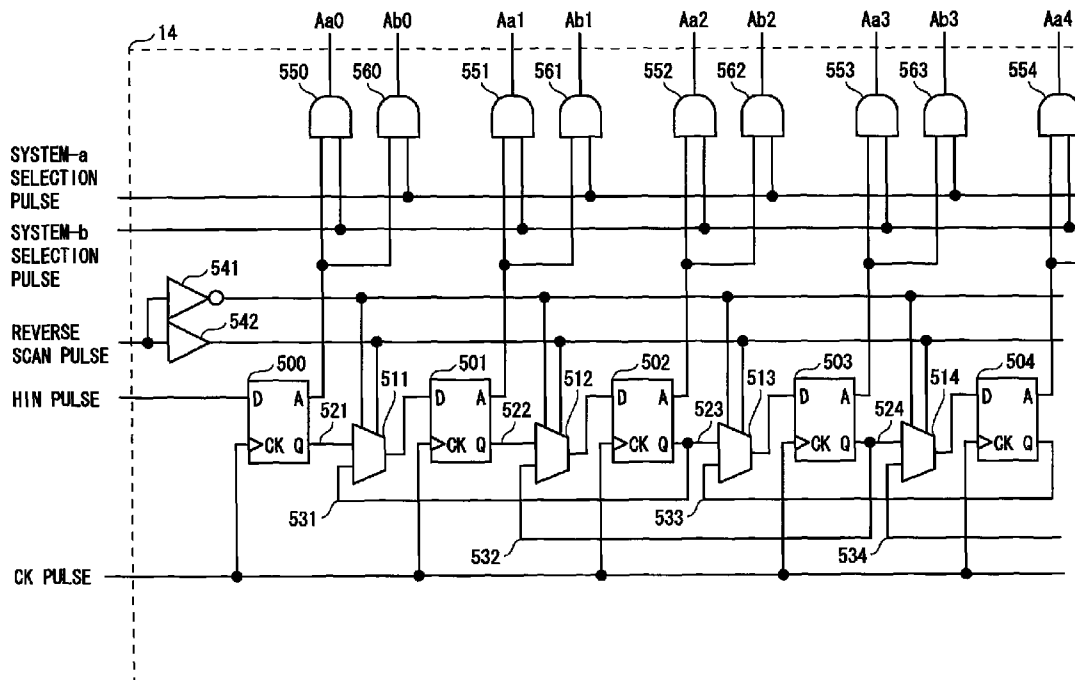 Aa0 Ab0 Aa1 Ab1 Aa2 Ab2 Aa3 Ab3 Aa4
14
550 560 551 561 552 562 553 563 554
SYSTEM-a
SELECTION
PULSE
SYSTEM-b
SELECTION
PULSE
541
542
REVERSE
SCAN PULSE
500 511 501 512 502 513 503 514 504
HIN PULSE
D A D A D A D A D A
521 522 523 524
CK Q CK Q CK Q CK Q CK Q
531 532 533 534
CK PULSE